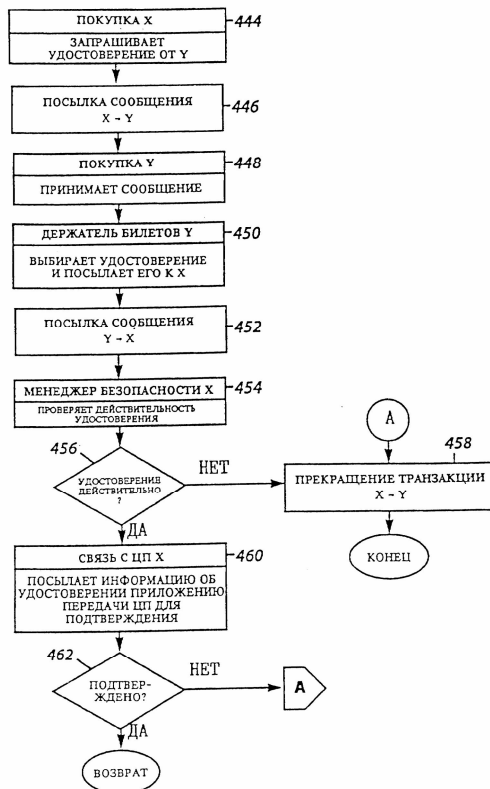 ПОКУПКА X
444
ЗАПРАШИВАЕТ
УДОСТОВЕРЕНИЕ ОТ Y
ПОСЫЛКА СООБЩЕНИЯ
X - Y
446
ПОКУПКА Y
448
ПРИНИМАЕТ СООБЩЕНИЕ
ДЕРЖАТЕЛЬ БИЛЕТОВ Y
450
ВЫБИРАЕТ УДОСТОВЕРЕНИЕ
И ПОСЫЛАЕТ ЕГО К X
ПОСЫЛКА СООБЩЕНИЯ
Y - X
452
МЕНЕДЖЕР БЕЗОПАСНОСТИ X
454
ПРОВЕРЯЕТ ДЕЙСТВИТЕЛЬНОСТЬ
УДОСТОВЕРЕНИЯ
A
456
УДОСТОВЕРЕНИЕ
ДЕЙСТВИТЕЛЬНО
?
НЕТ
458
ПРЕКРАЩЕНИЕ ТРАНЗАКЦИИ
X - Y
ДА
КОНЕЦ
СВЯЗЬ С ЦП X
460
ПОСЫЛАЕТ ИНФОРМАЦИЮ ОБ
УДОСТОВЕРЕНИИ ПРИЛОЖЕНИЮ
ПЕРЕДАЧИ ЦП ДЛЯ
ПОДТВЕРЖДЕНИЯ
462
ПОДТВЕР-
ЖДЕНО?
НЕТ
A
ДА
ВОЗВРАТ